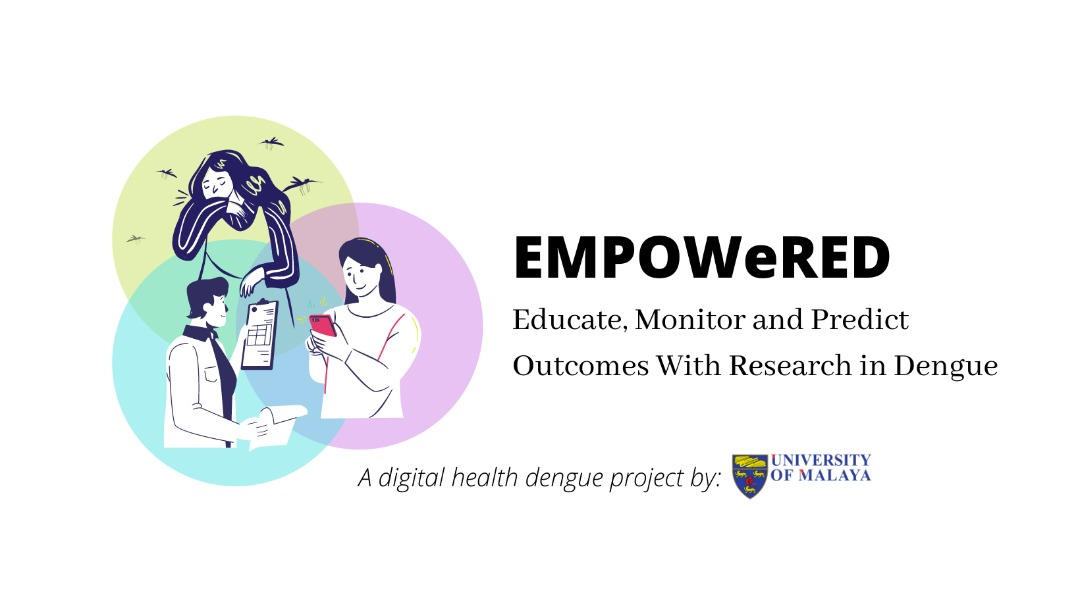 EMPOWeRED
Educate, Monitor and Predict
Outcomes With Research in Dengue
A digital health dengue project by:
UNIVERSITY
OF MALAYA